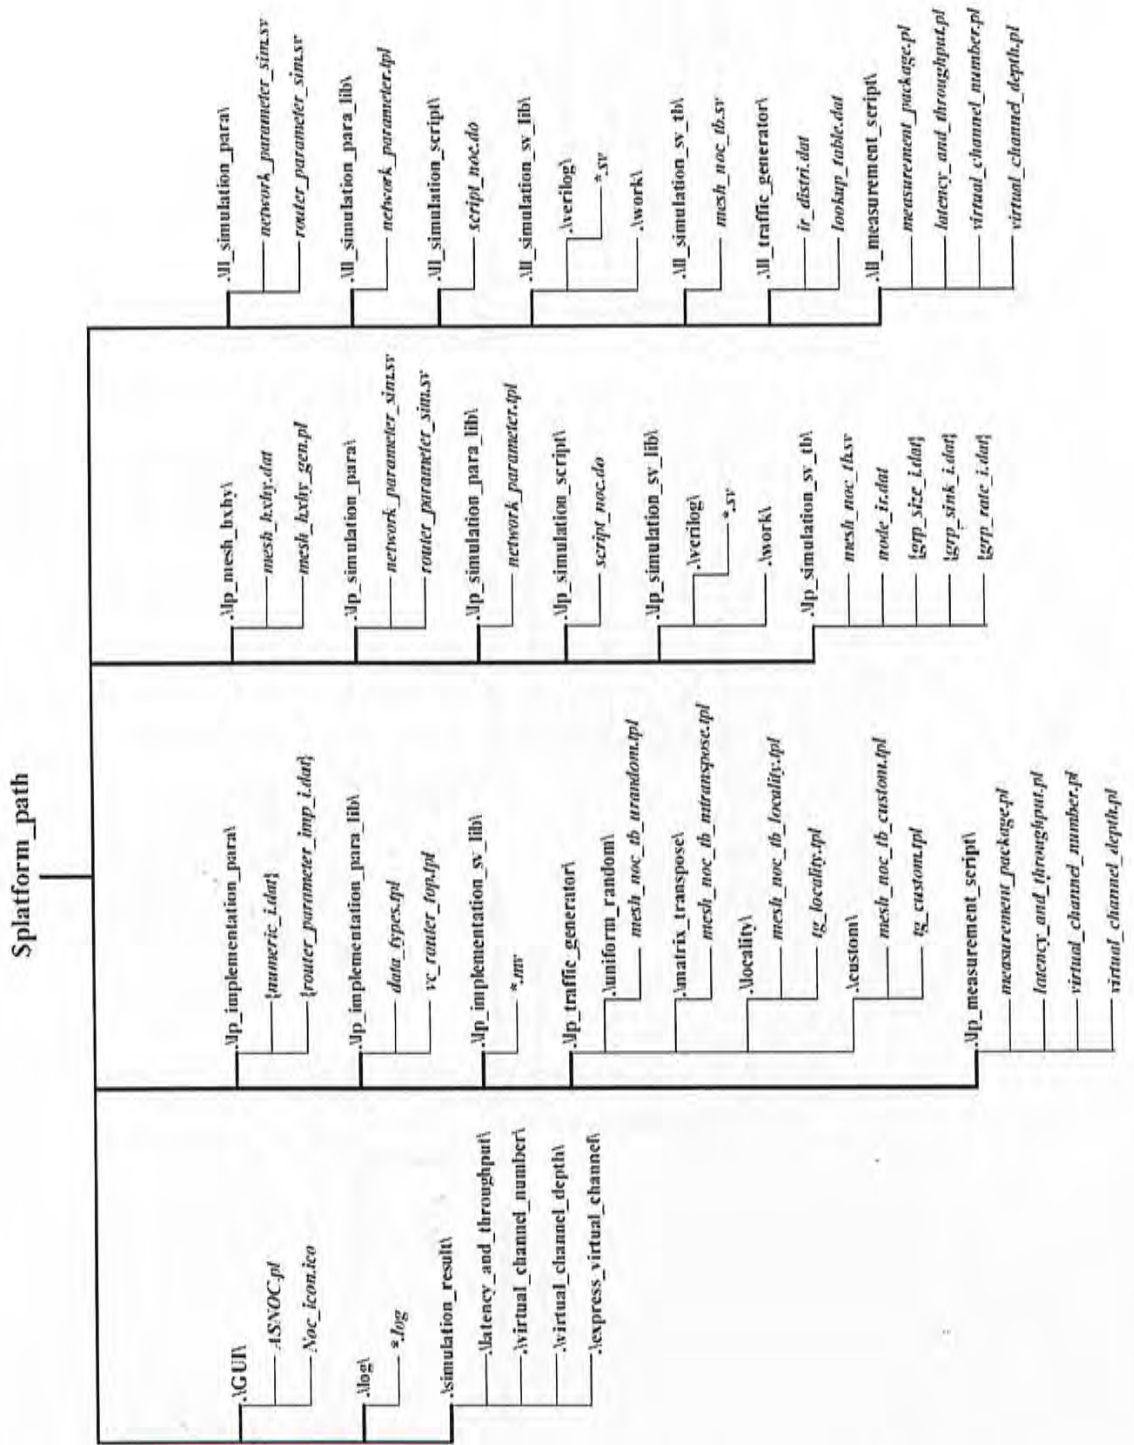 $platform_path
.\GUI\
ASNOC.pl
Noc_icon.ico
.\log\
*.log
.\simulation_result\
.\latency_and_throughput\
.\virtual_channel_number\
.\virtual_channel_depth\
.\express_virtual_channel\
.\lp_implementation_para\
{numeric_i.dat}
{router_parameter_imp_i.dat}
.\lp_implementation_para_lib\
data_types.tpl
vc_router_top.tpl
.\lp_implementation_sv_lib\
*.mv
.\lp_traffic_generator\
.\uniform_random\
mesh_noc_tb_urandom.tpl
.\matrix_transpose\
mesh_noc_tb_mtranspose.tpl
.\locality\
mesh_noc_tb_locality.tpl
tg_locality.tpl
.\custom\
mesh_noc_tb_custom.tpl
tg_custom.tpl
.\lp_measurement_script\
measurement_package.pl
latency_and_throughput.pl
virtual_channel_number.pl
virtual_channel_depth.pl
.\lp_mesh_hxhy\
mesh_hxhy.dat
mesh_hxhy_gen.pl
.\lp_simulation_para\
network_parameter_sim.sv
router_parameter_sim.sv
.\lp_simulation_para_lib\
network_parameter.tpl
.\lp_simulation_script\
script_noc.do
.\lp_simulation_sv_lib\
.\verilog\
*.sv
.\work\
.\lp_simulation_sv_tb\
mesh_noc_tb.sv
node_ir.dat
{grp_size_i.dat}
{grp_sink_i.dat}
{grp_rate_i.dat}
.\ll_simulation_para\
network_parameter_sim.sv
router_parameter_sim.sv
.\ll_simulation_para_lib\
network_parameter.tpl
.\ll_simulation_script\
script_noc.do
.\ll_simulation_sv_lib\
.\verilog\
*.sv
.\work\
.\ll_simulation_sv_tb\
mesh_noc_tb.sv
.\ll_traffic_generator\
ir_distri.dat
lookup_table.dat
.\ll_measurement_script\
measurement_package.pl
latency_and_throughput.pl
virtual_channel_number.pl
virtual_channel_depth.pl